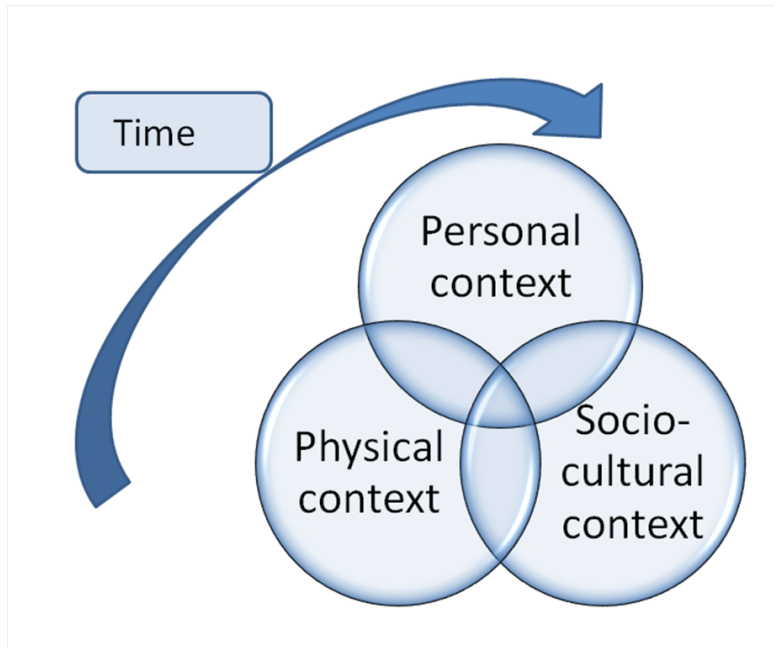 Time
Personal
context
Physical
context
Socio-
cultural
context